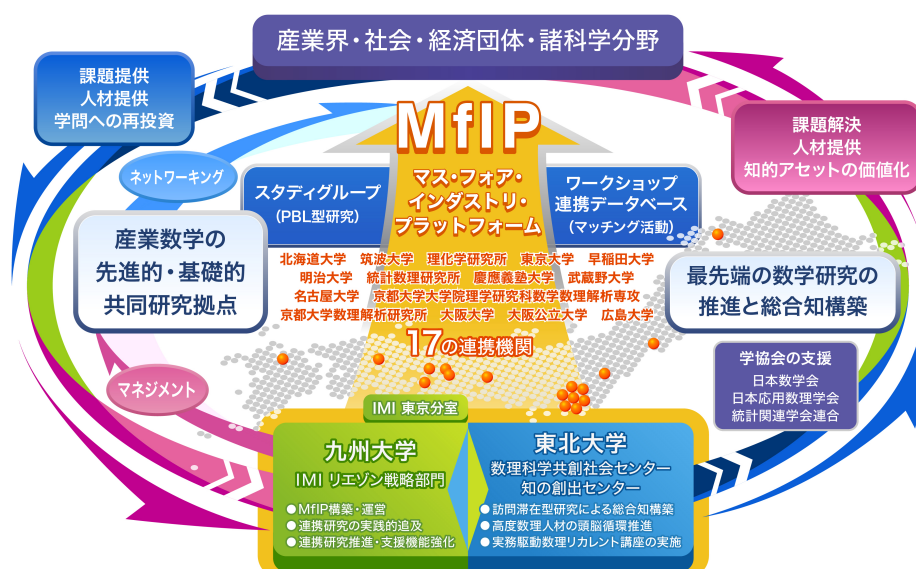 産業界・社会・経済団体・諸科学分野
課題提供
人材提供
学問への再投資
課題解決
人材提供
知的アセットの価値化
MfIP
マス・フォア・
インダストリ・
プラットフォーム
ネットワーキング
スタディグループ
(PBL型研究)
ワークショップ
連携データベース
(マッチング活動)
産業数学の
先進的・基礎的
共同研究拠点
最先端の数学研究の
推進と総合知構築
北海道大学 筑波大学 理化学研究所 東京大学 早稲田大学
明治大学 統計数理研究所 慶應義塾大学 武蔵野大学
名古屋大学 京都大学大学院理学研究科数学数理解析専攻
京都大学数理解析研究所 大阪大学 大阪公立大学 広島大学
17の連携機関
マネジメント
学協会の支援
日本数学会
日本応用数理学会
統計関連学会連合
IMI 東京分室
九州大学
IMI リエゾン戦略部門
●MfIP構築・運営
●連携研究の実践的追及
●連携研究推進・支援機能強化
東北大学
数理科学共創社会センター
知の創出センター
●訪問滞在型研究による総合知構築
●高度数理人材の頭脳循環推進
●実務駆動数理リカレント講座の実施